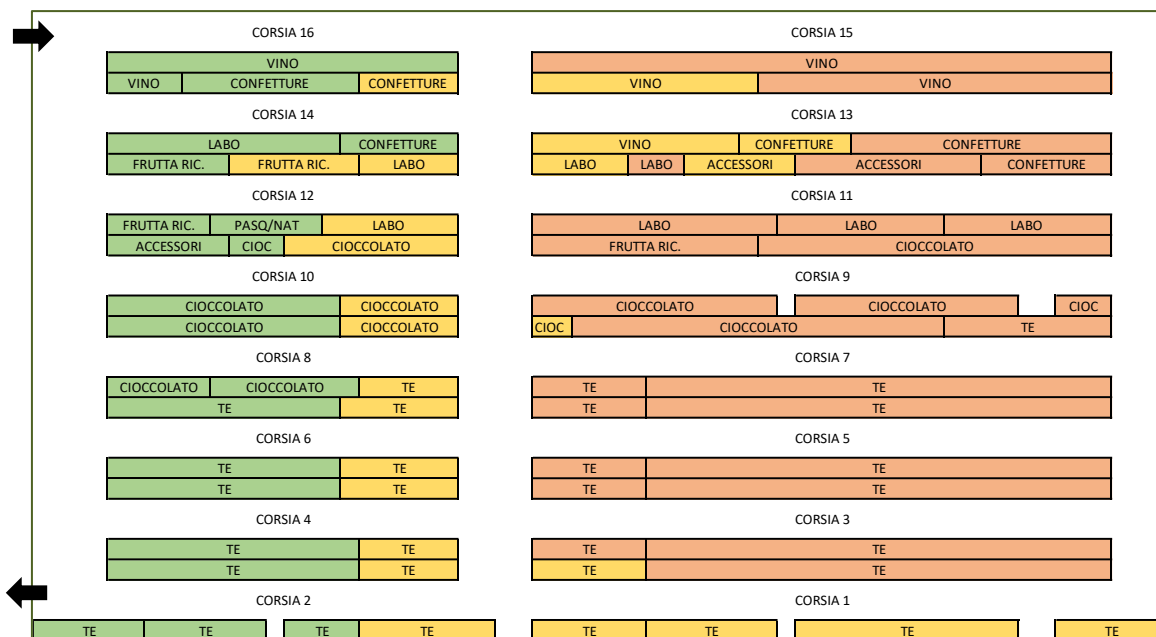 CORSIA 16 CORSIA 15
VINO VINO
VINO CONFETTURE CONFETTURE VINO VINO
CORSIA 14 CORSIA 13
LABO CONFETTURE VINO CONFETTURE CONFETTURE
FRUTTA RIC. FRUTTA RIC. LABO LABO LABO ACCESSORI ACCESSORI CONFETTURE
CORSIA 12 CORSIA 11
FRUTTA RIC. PASQ/NAT LABO LABO LABO LABO
ACCESSORI CIOC CIOCCOLATO FRUTTA RIC. CIOCCOLATO
CORSIA 10 CORSIA 9
CIOCCOLATO CIOCCOLATO CIOCCOLATO CIOCCOLATO CIOC
CIOCCOLATO CIOCCOLATO CIOC CIOCCOLATO TE
CORSIA 8 CORSIA 7
CIOCCOLATO CIOCCOLATO TE TE TE
TE TE TE TE
CORSIA 6 CORSIA 5
TE TE TE TE
TE TE TE TE
CORSIA 4 CORSIA 3
TE TE TE TE
TE TE TE TE
CORSIA 2 CORSIA 1
TE TE TE TE TE TE TE TE